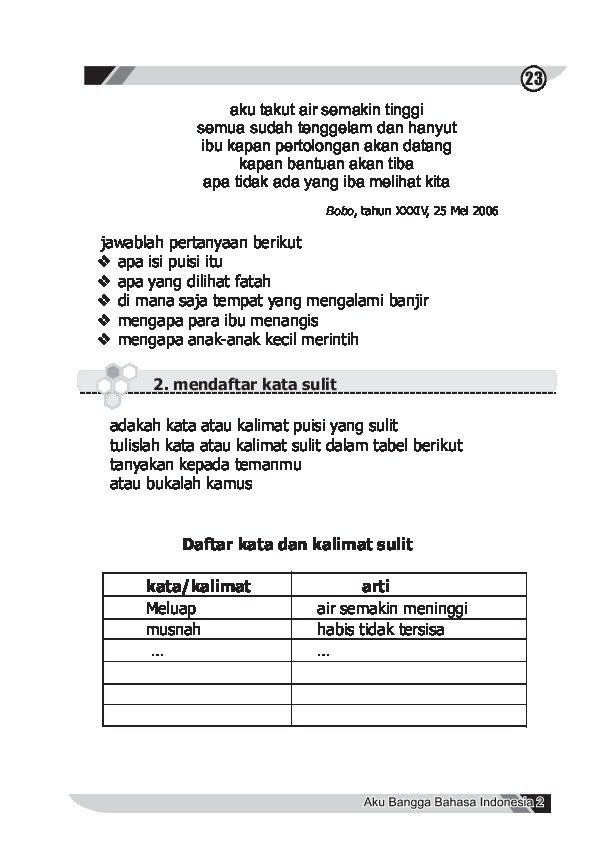 23
aku takut air semakin tinggi
semua sudah tenggelam dan hanyut
ibu kapan pertolongan akan datang
kapan bantuan akan tiba
apa tidak ada yang iba melihat kita
Bobo, tahun XXXIV, 25 Mei 2006
jawablah pertanyaan berikut
❖ apa isi puisi itu
❖ apa yang dilihat fatah
❖ di mana saja tempat yang mengalami banjir
❖ mengapa para ibu menangis
❖ mengapa anak-anak kecil merintih
2. mendaftar kata sulit
adakah kata atau kalimat puisi yang sulit
tulislah kata atau kalimat sulit dalam tabel berikut
tanyakan kepada temanmu
atau bukalah kamus
Daftar kata dan kalimat sulit
kata/kalimat arti
Meluap air semakin meninggi
musnah habis tidak tersisa
... ...
Aku Bangga Bahasa Indonesia 2